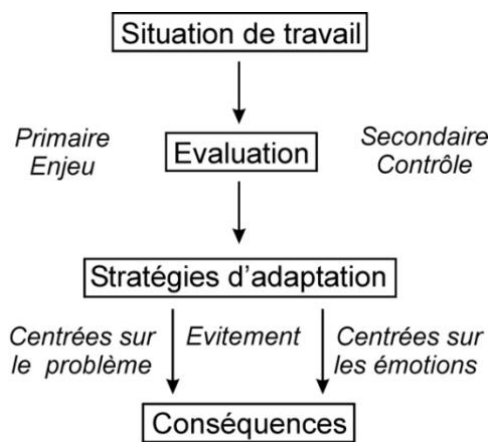 Situation de travail
Primaire
Enjeu
Evaluation
Secondaire
Contrôle
Stratégies d'adaptation
Centrées sur
le problème
Evitement
Centrées sur
les émotions
Conséquences